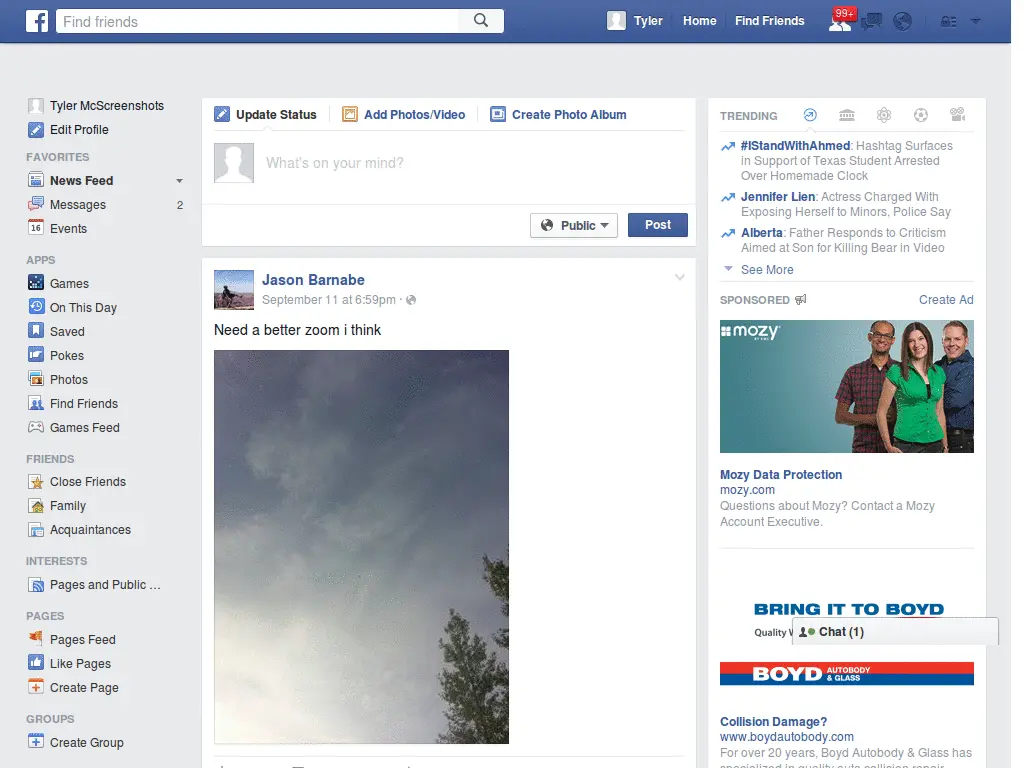 Find friends
Tyler
Home
Find Friends
99+
Tyler McScreenshots
Edit Profile
FAVORITES
News Feed
Messages 2
16 Events
APPS
Games
On This Day
Saved
Pokes
Photos
Find Friends
Games Feed
FRIENDS
Close Friends
Family
Acquaintances
INTERESTS
Pages and Public ...
PAGES
Pages Feed
Like Pages
Create Page
GROUPS
Create Group
Update Status
Add Photos/Video
Create Photo Album
What's on your mind?
Public
Post
Jason Barnabe
September 11 at 6:59pm ·
Need a better zoom i think
TRENDING
#IStandWithAhmed: Hashtag Surfaces
in Support of Texas Student Arrested
Over Homemade Clock
Jennifer Lien: Actress Charged With
Exposing Herself to Minors, Police Say
Alberta: Father Responds to Criticism
Aimed at Son for Killing Bear in Video
See More
SPONSORED
Create Ad
mozy
BY EMC
Mozy Data Protection
mozy.com
Questions about Mozy? Contact a Mozy
Account Executive.
BRING IT TO BOYD
Quality
Chat (1)
BOYD AUTOBODY
& GLASS
Collision Damage?
www.boydautobody.com
For over 20 years, Boyd Autobody & Glass has
specialized in quality auto collision repair